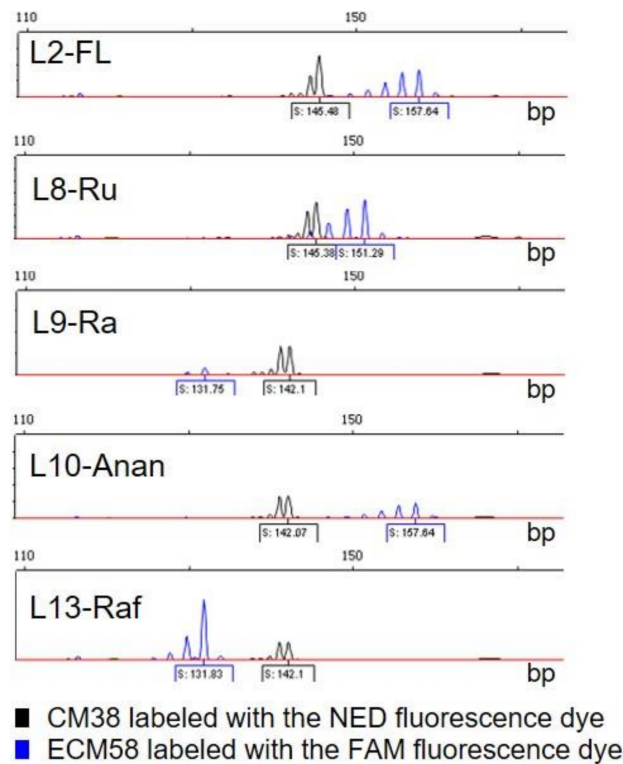 110 150
L2-FL
S: 145.48 S: 157.64 bp
110 150
L8-Ru
S: 145.38 S: 151.29 bp
110 150
L9-Ra
S: 131.75 S: 142.1 bp
110 150
L10-Anan
S: 142.07 S: 157.64 bp
110 150
L13-Raf
S: 131.83 S: 142.1 bp
CM38 labeled with the NED fluorescence dye
ECM58 labeled with the FAM fluorescence dye